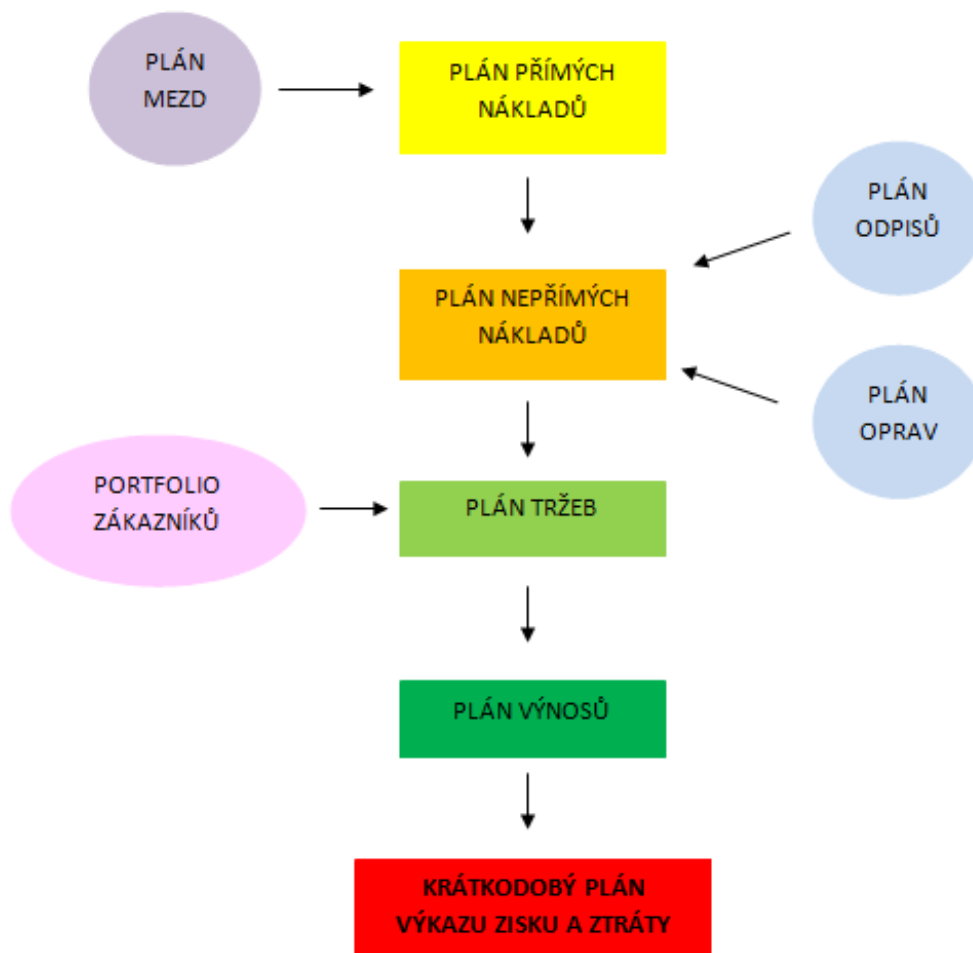 PLÁN
MEZD
PLÁN PŘÍMÝCH
NÁKLADŮ
PLÁN
ODPISŮ
PLÁN NEPŘÍMÝCH
NÁKLADŮ
PLÁN
OPRAV
PORTFOLIO
ZÁKAZNÍKŮ
PLÁN TRŽEB
PLÁN VÝNOSŮ
KRÁTKODOBÝ PLÁN
VÝKAZU ZISKU A ZTRÁTY